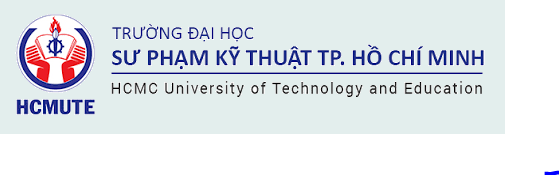 TRƯỜNG ĐẠI HỌC
SƯ PHẠM KỸ THUẬT TP. HỒ CHÍ MINH
HCMC University of Technology and Education
HCMUTE